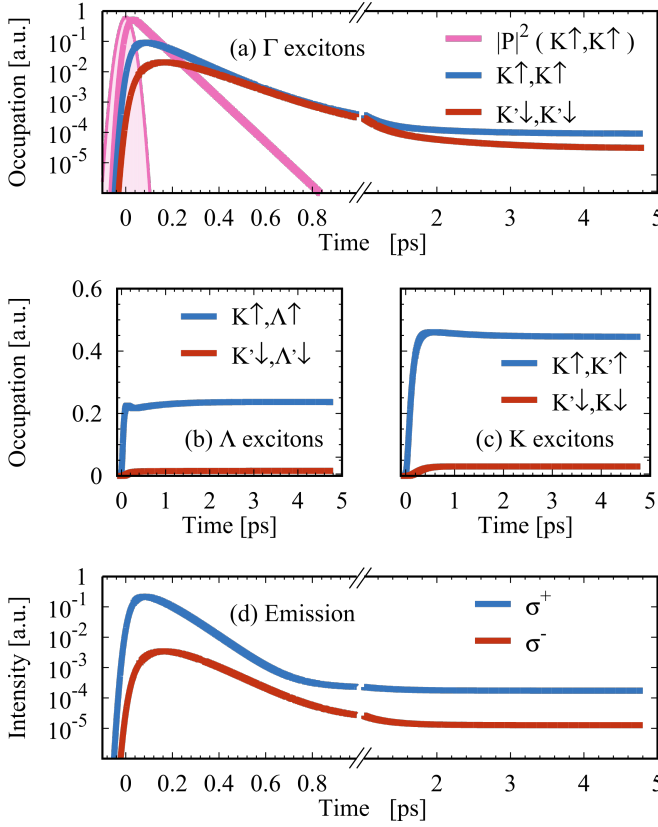 Occupation [a.u.]
1
10^-1
10^-2
10^-3
10^-4
10^-5
(a) Γ excitons
|P|^2 ( K↑,K↑ )
K↑,K↑
K'↓,K'↓
0 0.2 0.4 0.6 0.8 2 3 4 5
Time [ps]
Occupation [a.u.]
0.6
0.4
0.2
0
K↑,Λ↑
K'↓,Λ'↓
(b) Λ excitons
0 1 2 3 4 5
Time [ps]
K↑,K'↑
K'↓,K↓
(c) K excitons
0 1 2 3 4 5
Time [ps]
Intensity [a.u.]
1
10^-1
10^-2
10^-3
10^-4
10^-5
(d) Emission
σ^+
σ^-
0 0.2 0.4 0.6 0.8 2 3 4 5
Time [ps]